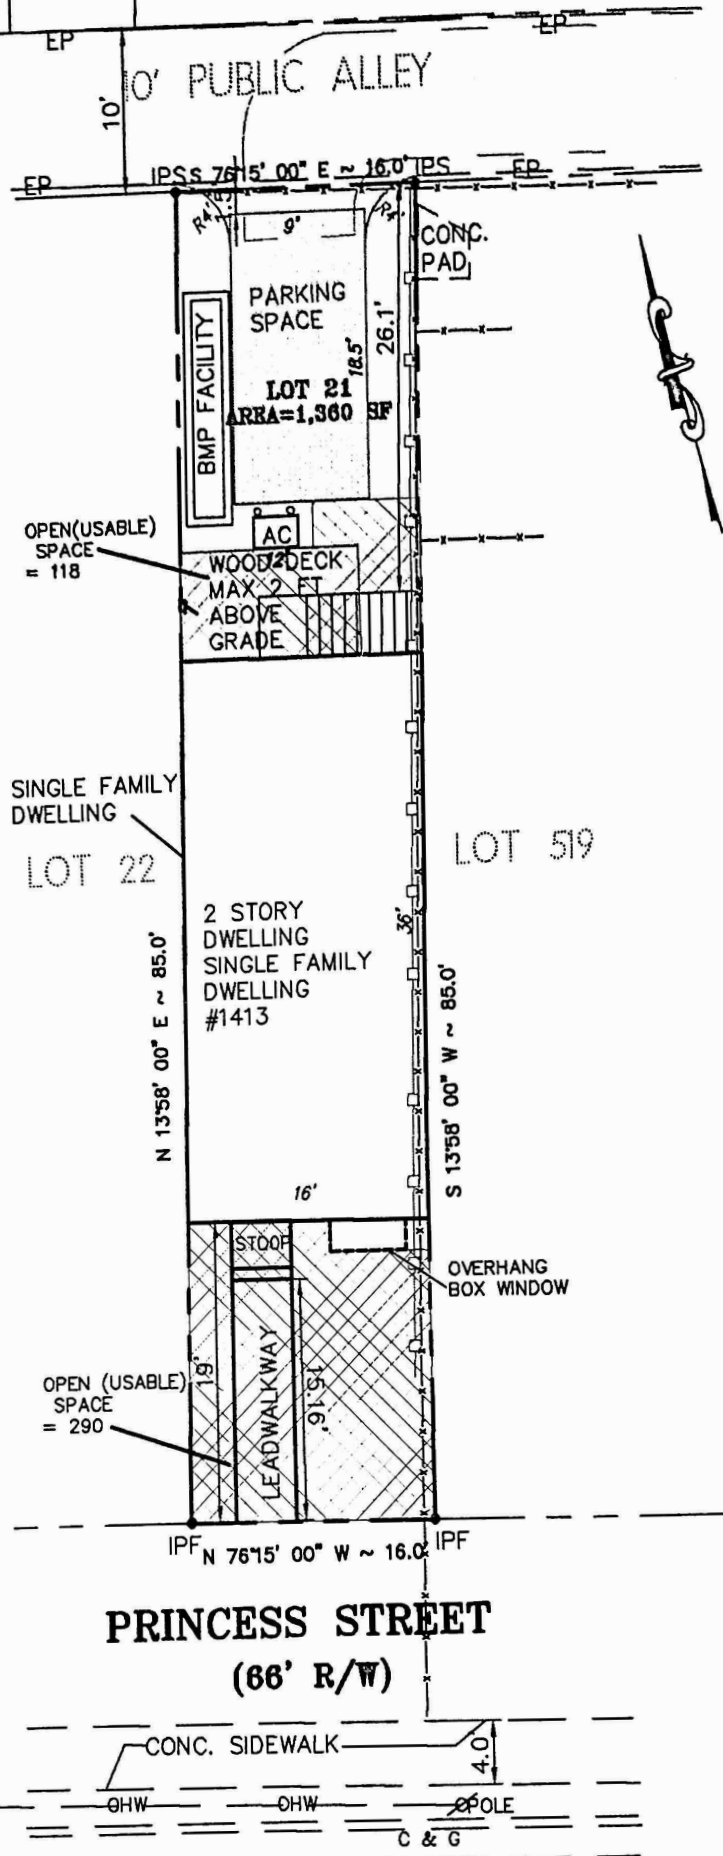 EP
EP
10' PUBLIC ALLEY
10'
EP
IPS
S 76°15' 00" E ~ 16.0'
IPS
EP
R4'
9'
R4'
CONC.
PAD
PARKING
SPACE
26.1'
18.5'
BMP FACILITY
LOT 21
AREA=1,360 SF
OPEN(USABLE)
SPACE
= 118
AC
12'
WOOD DECK
MAX 2 FT
ABOVE
GRADE
SINGLE FAMILY
DWELLING
LOT 22
LOT 519
2 STORY
DWELLING
SINGLE FAMILY
DWELLING
#1413
36'
N 13°58' 00" E ~ 85.0'
S 13°58' 00" W ~ 85.0'
16'
STOOP
OVERHANG
BOX WINDOW
OPEN (USABLE)
SPACE
= 290
19'
LEADWALKWAY
15.16'
IPF
N 76°15' 00" W ~ 16.0'
IPF
PRINCESS STREET
(66' R/W)
CONC. SIDEWALK
4.0'
OHW
OHW
POLE
C & G